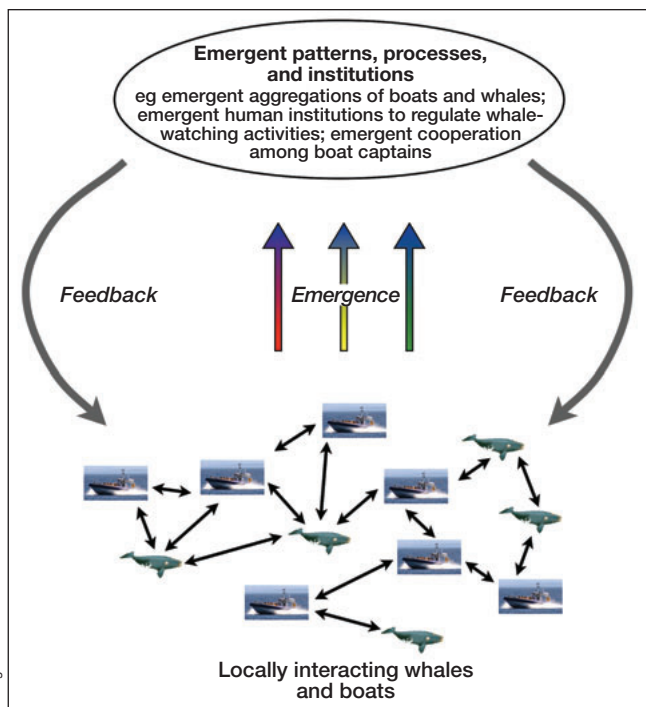 Emergent patterns, processes,
and institutions
eg emergent aggregations of boats and whales;
emergent human institutions to regulate whale-
watching activities; emergent cooperation
among boat captains
Feedback
Emergence
Feedback
Locally interacting whales
and boats